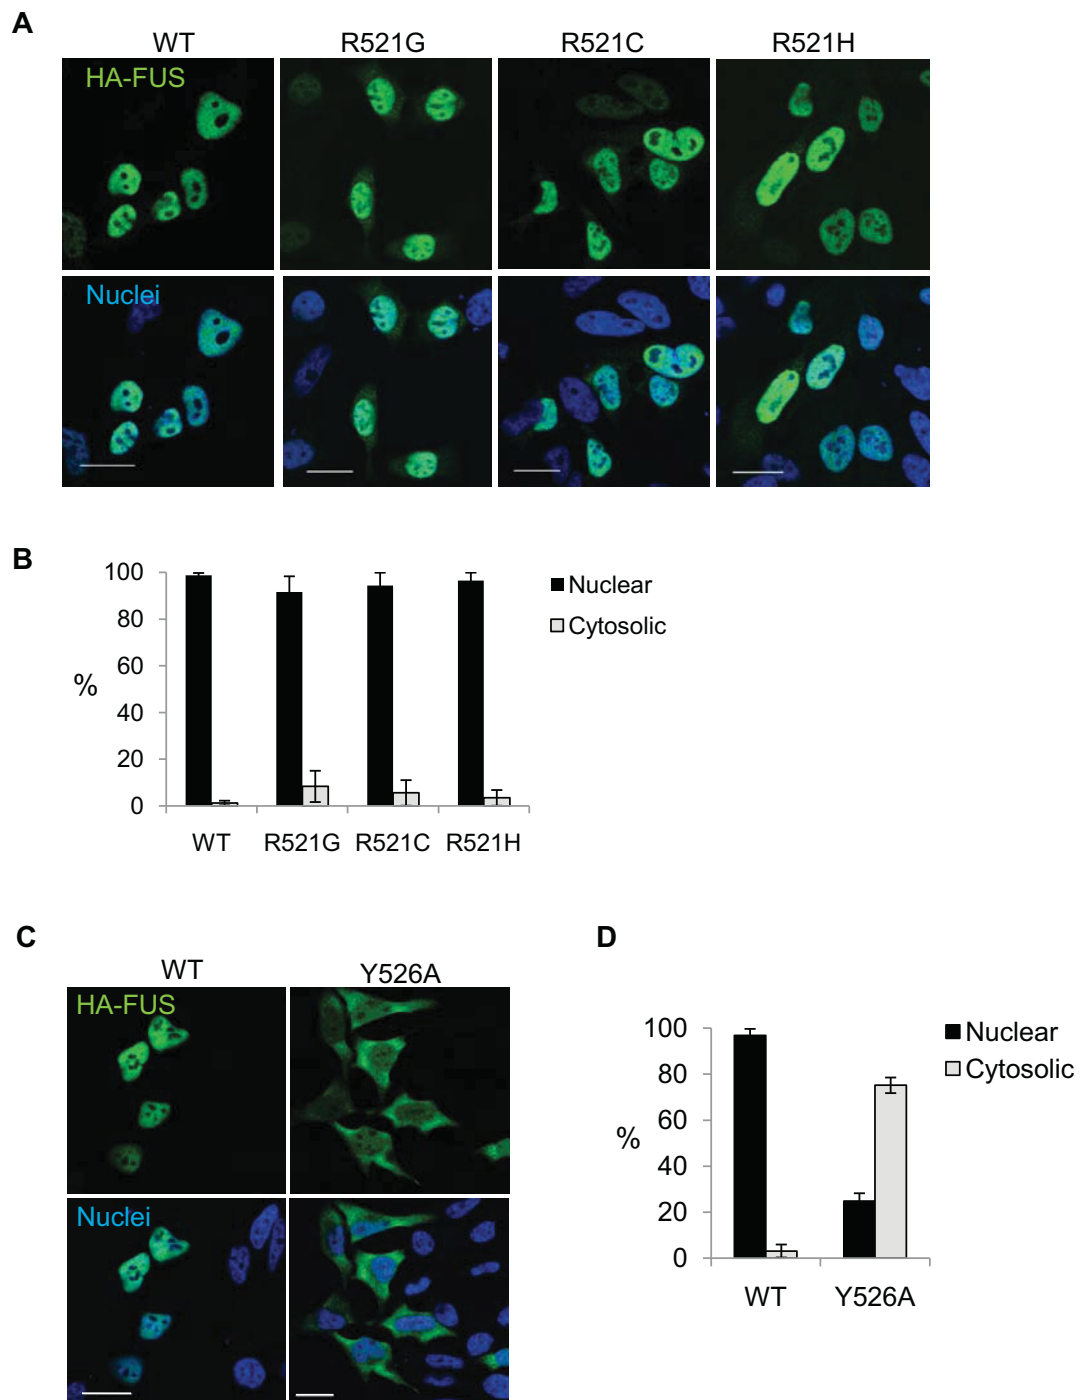 A
WT R521G R521C R521H
HA-FUS
Nuclei
B
100
80
60
40
20
0
%
WT R521G R521C R521H
Nuclear
Cytosolic
C
WT Y526A
HA-FUS
Nuclei
D
100
80
60
40
20
0
%
WT Y526A
Nuclear
Cytosolic